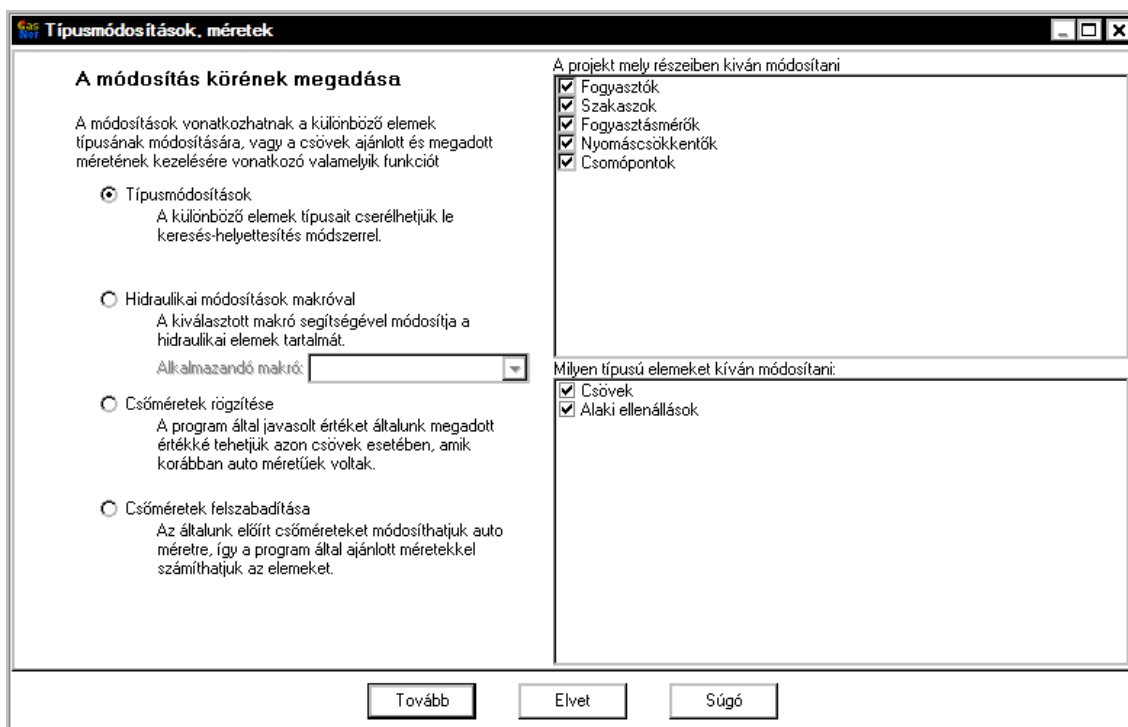 Gas
Net
Típusmódosítások, méretek
A módosítás körének megadása
A módosítások vonatkozhatnak a különböző elemek
típusának módosítására, vagy a csövek ajánlott és megadott
méretének kezelésére vonatkozó valamelyik funkciót
Típusmódosítások
A különböző elemek típusait cserélhetjük le
keresés-helyettesítés módszerrel.
Hidraulikai módosítások makróval
A kiválasztott makró segítségével módosítja a
hidraulikai elemek tartalmát.
Alkalmazandó makró:
Csőméretek rögzítése
A program által javasolt értéket általunk megadott
értékké tehetjük azon csövek esetében, amik
korábban auto méretűek voltak.
Csőméretek felszabadítása
Az általunk előírt csőméreteket módosíthatjuk auto
méretre, így a program által ajánlott méretekkel
számíthatjuk az elemeket.
A projekt mely részeiben kiván módosítani
Fogyasztók
Szakaszok
Fogyasztásmérők
Nyomáscsökkentők
Csomópontok
Milyen típusú elemeket kíván módosítani:
Csövek
Alaki ellenállások
Tovább
Elvet
Súgó